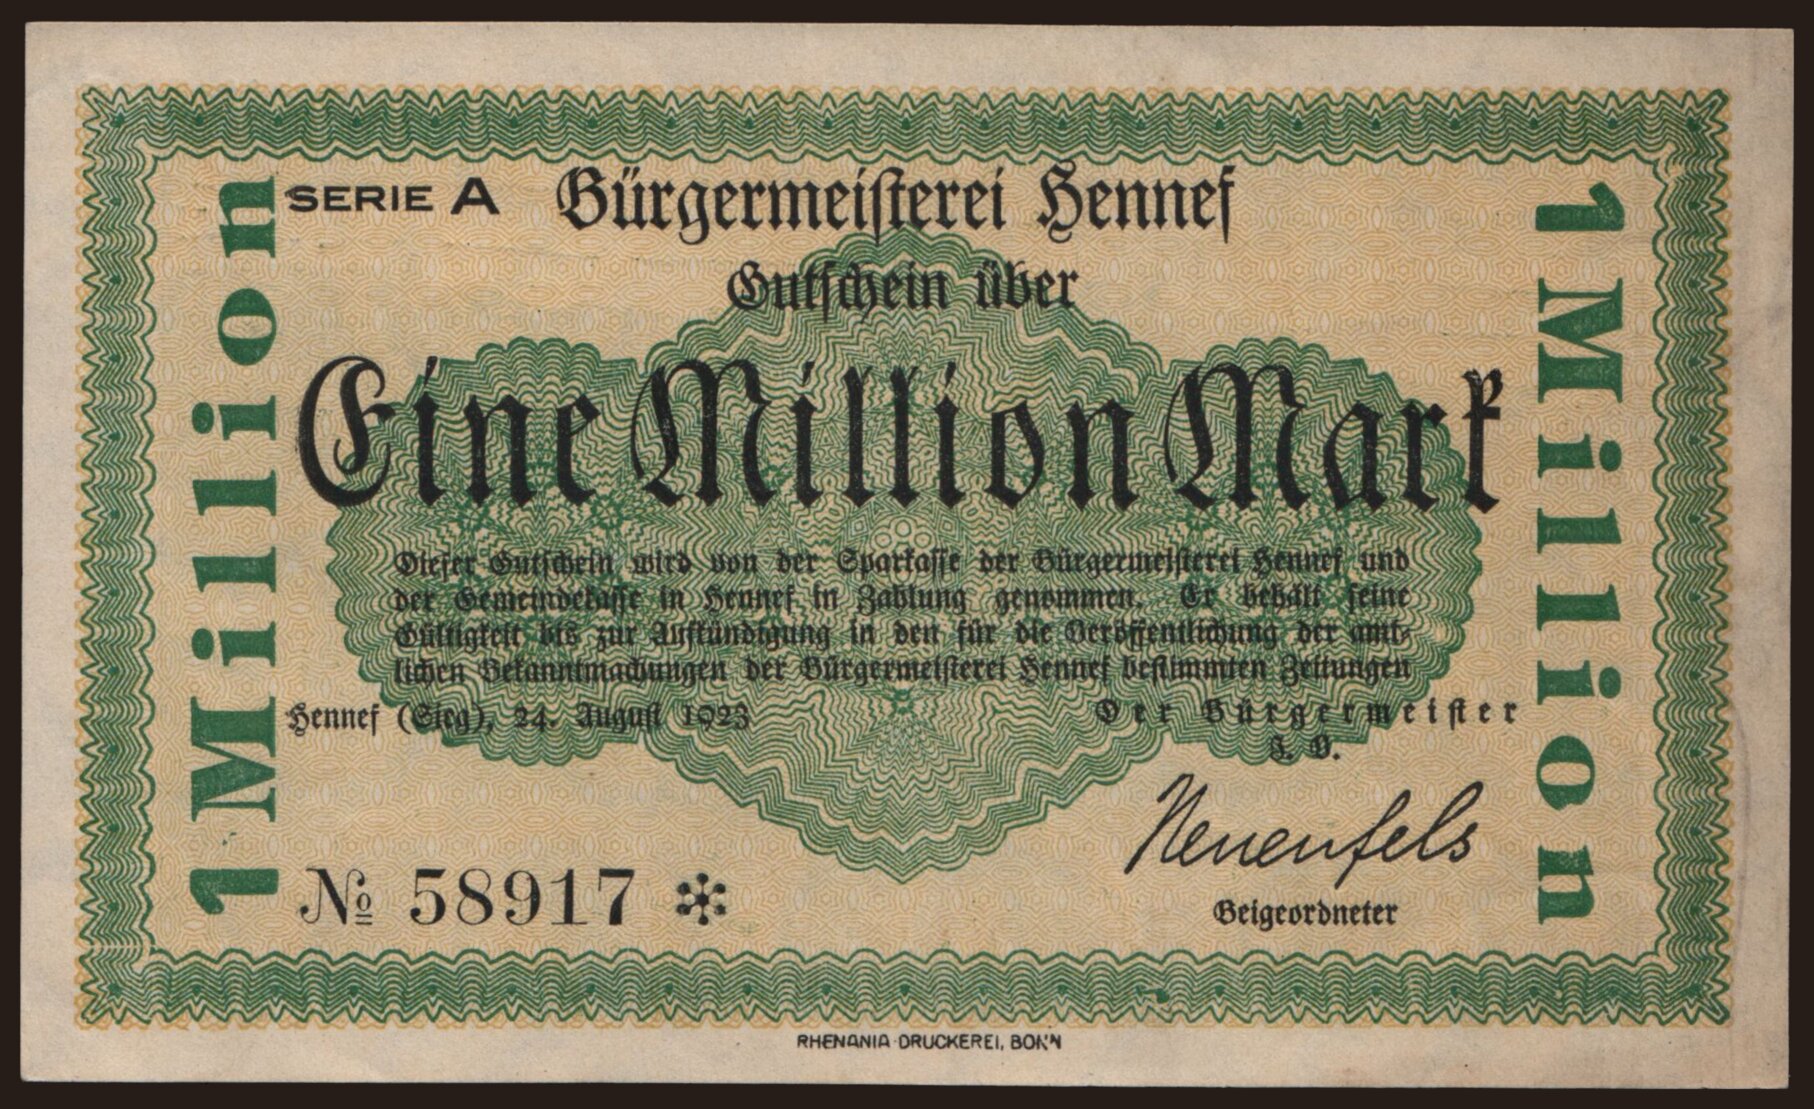 SERIE A Bürgermeiſterei Hennef
Gutſchein über
Eine Million Mark
1 Million
1 Million
Dieſer Gutſchein wird von der Sparkaſſe der Bürgermeiſterei Hennef und
der Gemeindekaſſe in Hennef in Zahlung genommen. Er behält ſeine
Gültigkeit bis zur Aufkündigung in den für die Veröffentlichung der amt-
lichen Bekanntmachungen der Bürgermeiſterei Hennef beſtimmten Zeitungen
Hennef (Sieg), 24. Auguſt 1923
Der Bürgermeiſter
J. V.
Neuenfels
Beigeordneter
№ 58917 *
RHENANIA-DRUCKEREI, BONN